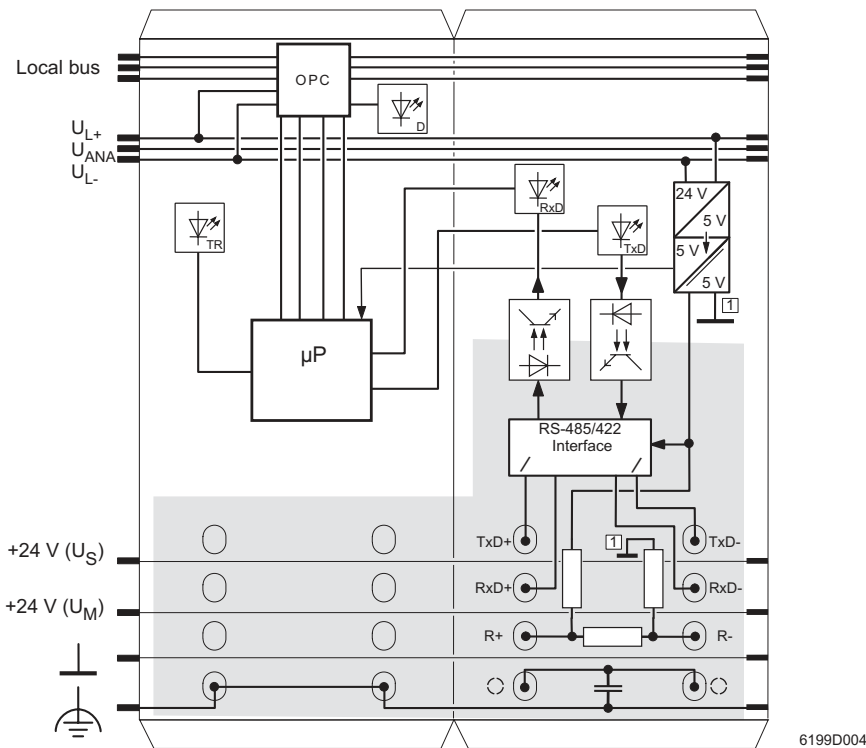 Local bus
OPC
D
UL+
UANA
UL-
24 V
5 V
5 V
5 V
1
RxD
TxD
TR
µP
RS-485/422
Interface
+24 V (US)
TxD+
1
TxD-
RxD+
RxD-
+24 V (UM)
R+
R-
6199D004